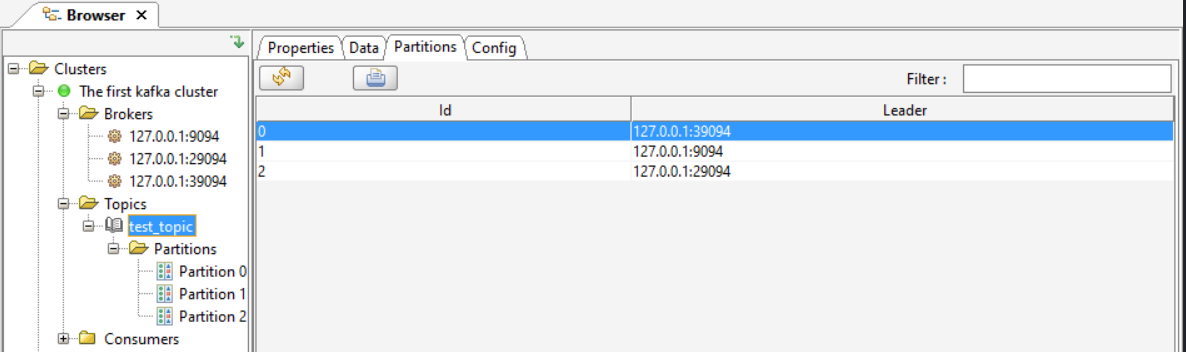 Browser
Properties Data Partitions Config
Filter :
Clusters
The first kafka cluster
Brokers
127.0.0.1:9094
127.0.0.1:29094
127.0.0.1:39094
Topics
test_topic
Partitions
Partition 0
Partition 1
Partition 2
Consumers
Id Leader
0 127.0.0.1:39094
1 127.0.0.1:9094
2 127.0.0.1:29094